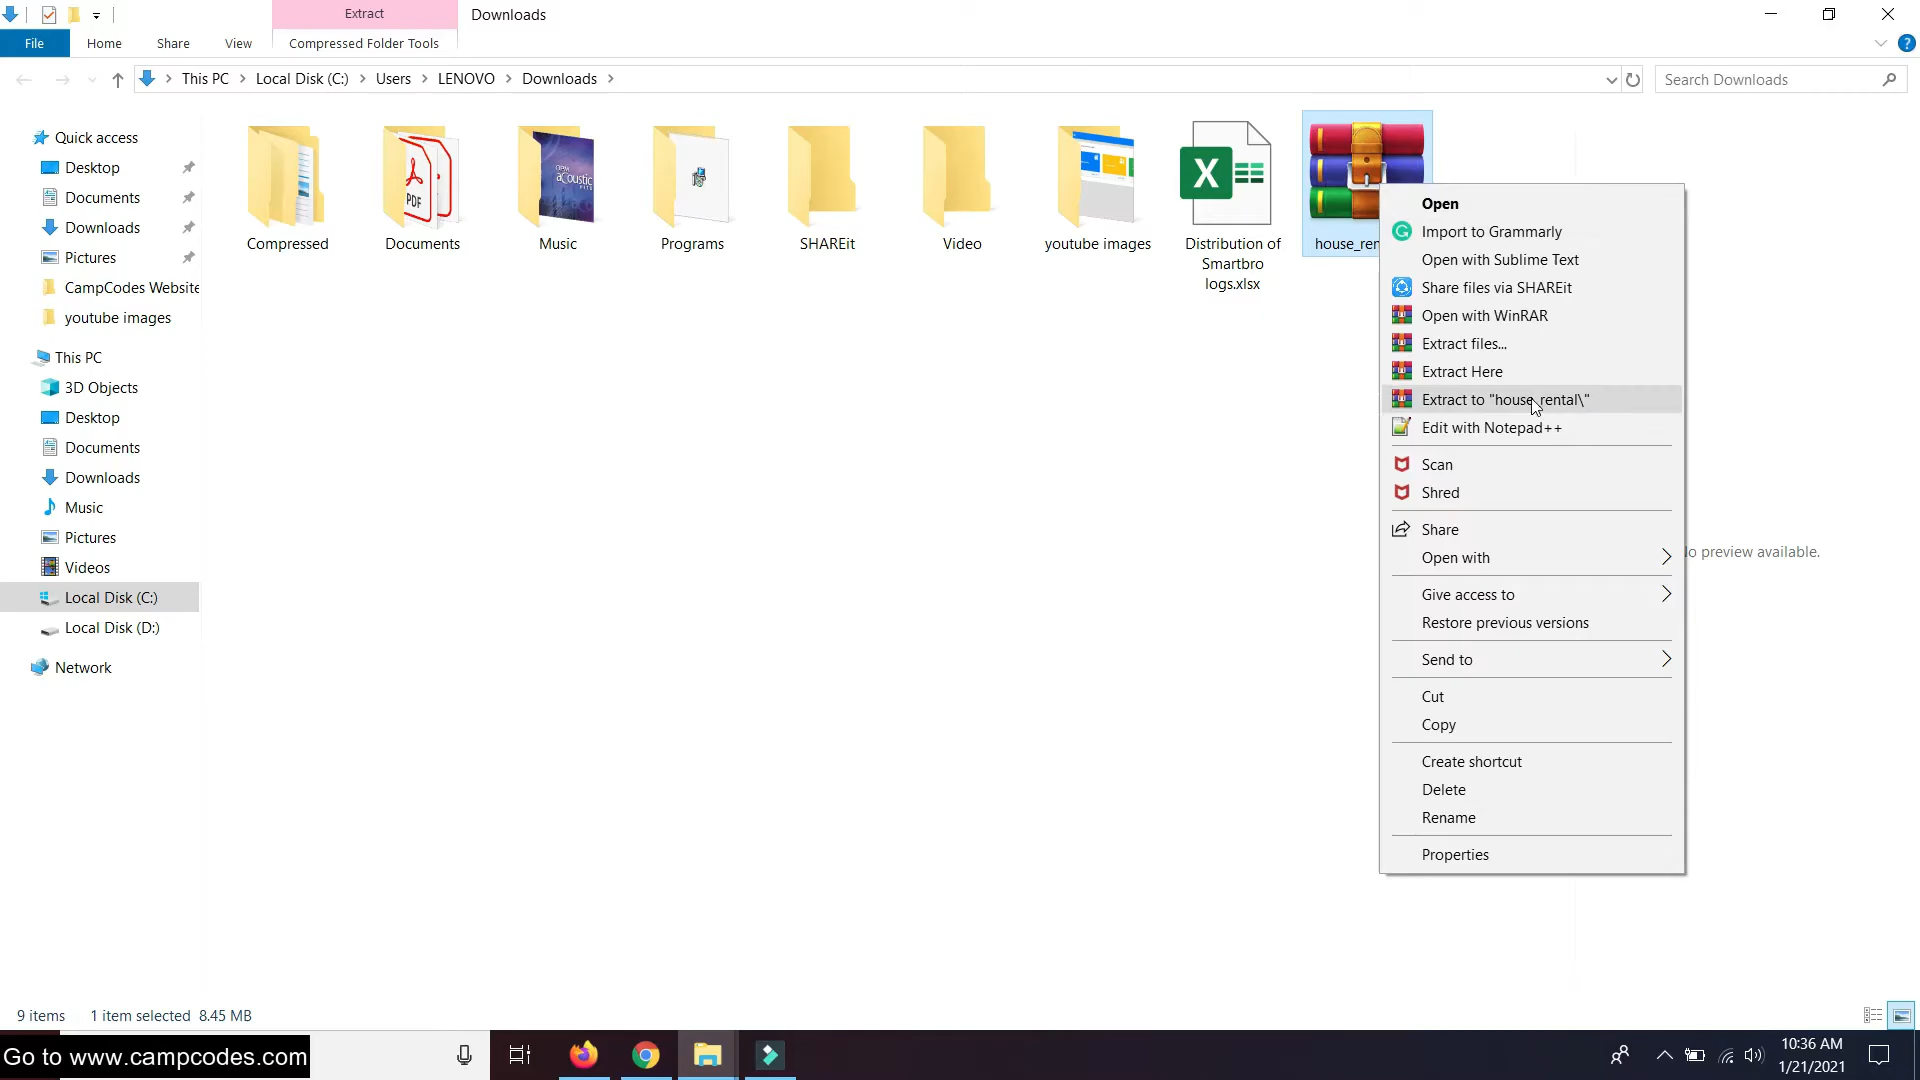 Extract
Downloads
File
Home
Share
View
Compressed Folder Tools
?
This PC
Local Disk (C:)
Users
LENOVO
Downloads
Search Downloads
Quick access
Desktop
Documents
Downloads
Pictures
CampCodes Website
youtube images
This PC
3D Objects
Desktop
Documents
Downloads
Music
Pictures
Videos
Local Disk (C:)
Local Disk (D:)
Network
PDF
X
Compressed
Documents
Music
Programs
SHAREit
Video
youtube images
Distribution of
Smartbro
logs.xlsx
house_ren
Open
Import to Grammarly
Open with Sublime Text
Share files via SHAREit
Open with WinRAR
Extract files...
Extract Here
Extract to "house_rental\"
Edit with Notepad++
Scan
Shred
Share
Open with
Give access to
Restore previous versions
Send to
Cut
Copy
Create shortcut
Delete
Rename
Properties
o preview available.
9 items
1 item selected 8.45 MB
Go to www.campcodes.com
10:36 AM
1/21/2021